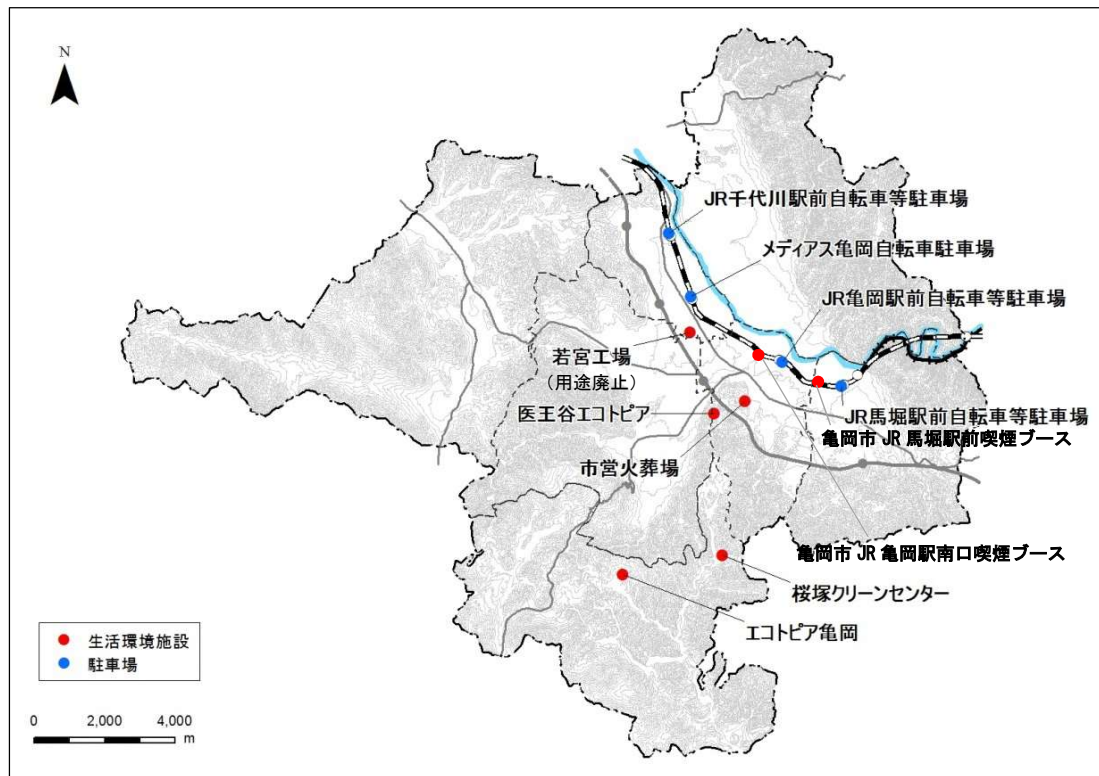 N
JR千代川駅前自転車等駐車場
メディアス亀岡自転車駐車場
JR亀岡駅前自転車等駐車場
若宮工場
（用途廃止）
医王谷エコトピア
JR馬堀駅前自転車等駐車場
亀岡市 JR 馬堀駅前喫煙ブース
市営火葬場
亀岡市 JR 亀岡駅南口喫煙ブース
桜塚クリーンセンター
エコトピア亀岡
生活環境施設
駐車場
0 2,000 4,000
m